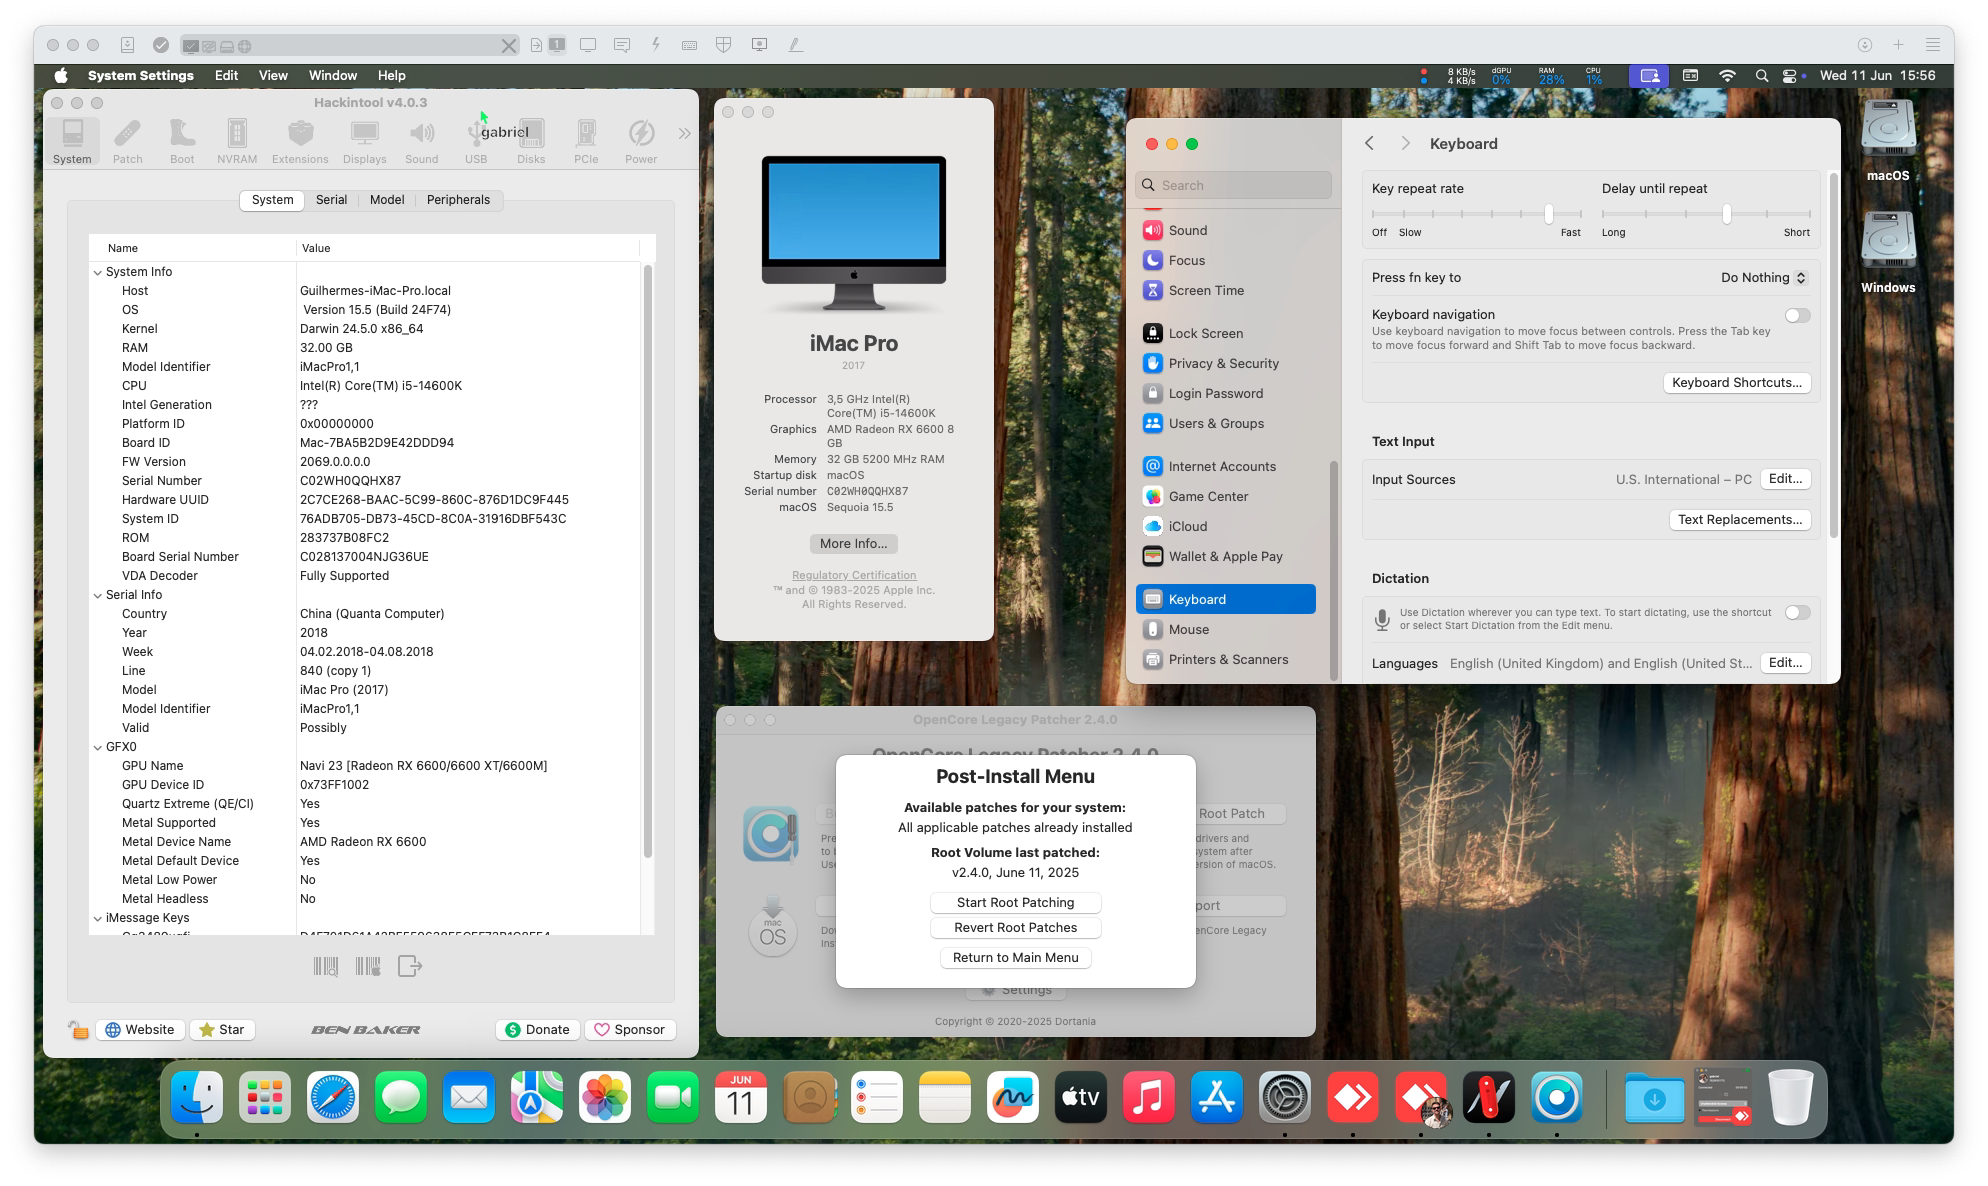 1
System Settings Edit View Window Help
8 KB/s
4 KB/s
dGPU
0%
RAM
28%
CPU
1%
Wed 11 Jun 15:56
Hackintool v4.0.3
gabriel
System Patch Boot NVRAM Extensions Displays Sound USB Disks PCIe Power
System Serial Model Peripherals
Name Value
System Info
Host Guilhermes-iMac-Pro.local
OS Version 15.5 (Build 24F74)
Kernel Darwin 24.5.0 x86_64
RAM 32.00 GB
Model Identifier iMacPro1,1
CPU Intel(R) Core(TM) i5-14600K
Intel Generation ???
Platform ID 0x00000000
Board ID Mac-7BA5B2D9E42DDD94
FW Version 2069.0.0.0.0
Serial Number C02WH0QQHX87
Hardware UUID 2C7CE268-BAAC-5C99-860C-876D1DC9F445
System ID 76ADB705-DB73-45CD-8C0A-31916DBF543C
ROM 283737B08FC2
Board Serial Number C028137004NJG36UE
VDA Decoder Fully Supported
Serial Info
Country China (Quanta Computer)
Year 2018
Week 04.02.2018-04.08.2018
Line 840 (copy 1)
Model iMac Pro (2017)
Model Identifier iMacPro1,1
Valid Possibly
GFX0
GPU Name Navi 23 [Radeon RX 6600/6600 XT/6600M]
GPU Device ID 0x73FF1002
Quartz Extreme (QE/CI) Yes
Metal Supported Yes
Metal Device Name AMD Radeon RX 6600
Metal Default Device Yes
Metal Low Power No
Metal Headless No
iMessage Keys
Website Star BEN BAKER Donate Sponsor
iMac Pro
2017
Processor 3,5 GHz Intel(R)
Core(TM) i5-14600K
Graphics AMD Radeon RX 6600 8
GB
Memory 32 GB 5200 MHz RAM
Startup disk macOS
Serial number C02WH0QQHX87
macOS Sequoia 15.5
More Info...
Regulatory Certification
™ and © 1983-2025 Apple Inc.
All Rights Reserved.
Search
Sound
Focus
Screen Time
Lock Screen
Privacy & Security
Login Password
Users & Groups
Internet Accounts
Game Center
iCloud
Wallet & Apple Pay
Keyboard
Mouse
Printers & Scanners
Keyboard
Key repeat rate Delay until repeat
Off Slow Fast Long Short
Press fn key to Do Nothing
Keyboard navigation
Use keyboard navigation to move focus between controls. Press the Tab key
to move focus forward and Shift Tab to move focus backward.
Keyboard Shortcuts...
Text Input
Input Sources U.S. International – PC Edit...
Text Replacements...
Dictation
Use Dictation wherever you can type text. To start dictating, use the shortcut
or select Start Dictation from the Edit menu.
Languages English (United Kingdom) and English (United St... Edit...
macOS
Windows
OpenCore Legacy Patcher 2.4.0
OpenCore Legacy Patcher 2.4.0
Root Patch
drivers and
system after
ersion of macOS.
mac
OS
port
enCore Legacy
Post-Install Menu
Available patches for your system:
All applicable patches already installed
Root Volume last patched:
v2.4.0, June 11, 2025
Start Root Patching
Revert Root Patches
Return to Main Menu
Settings
Copyright © 2020-2025 Dortania
JUN
11
tv